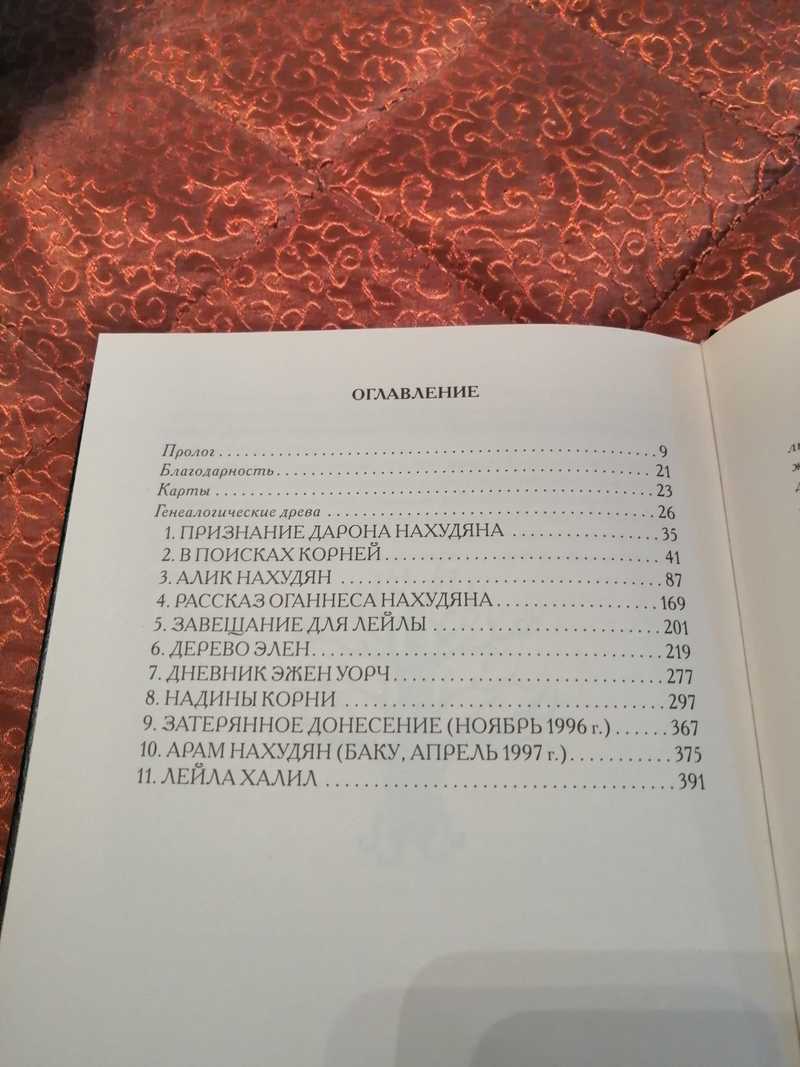 ОГЛАВЛЕНИЕ
Пролог . . . . . . . . . . . . . . . . . . . . . . . . . . . . . . . . . . . . . . . . 9
Благодарность . . . . . . . . . . . . . . . . . . . . . . . . . . . . . . . . . . 21
Карты . . . . . . . . . . . . . . . . . . . . . . . . . . . . . . . . . . . . . . . . 23
Генеалогические древа . . . . . . . . . . . . . . . . . . . . . . . . . . . . 26
1. ПРИЗНАНИЕ ДАРОНА НАХУДЯНА . . . . . . . . . . . . . 35
2. В ПОИСКАХ КОРНЕЙ . . . . . . . . . . . . . . . . . . . . . . . . 41
3. АЛИК НАХУДЯН . . . . . . . . . . . . . . . . . . . . . . . . . . . . 87
4. РАССКАЗ ОГАННЕСА НАХУДЯНА . . . . . . . . . . . . . . 169
5. ЗАВЕЩАНИЕ ДЛЯ ЛЕЙЛЫ . . . . . . . . . . . . . . . . . . . . 201
6. ДЕРЕВО ЭЛЕН . . . . . . . . . . . . . . . . . . . . . . . . . . . . . . 219
7. ДНЕВНИК ЭЖЕН УОРЧ . . . . . . . . . . . . . . . . . . . . . . . 277
8. НАДИНЫ КОРНИ . . . . . . . . . . . . . . . . . . . . . . . . . . . . 297
9. ЗАТЕРЯННОЕ ДОНЕСЕНИЕ (НОЯБРЬ 1996 г.) . . . . . . 367
10. АРАМ НАХУДЯН (БАКУ, АПРЕЛЬ 1997 г.) . . . . . . . . . 375
11. ЛЕЙЛА ХАЛИЛ . . . . . . . . . . . . . . . . . . . . . . . . . . . . . 391